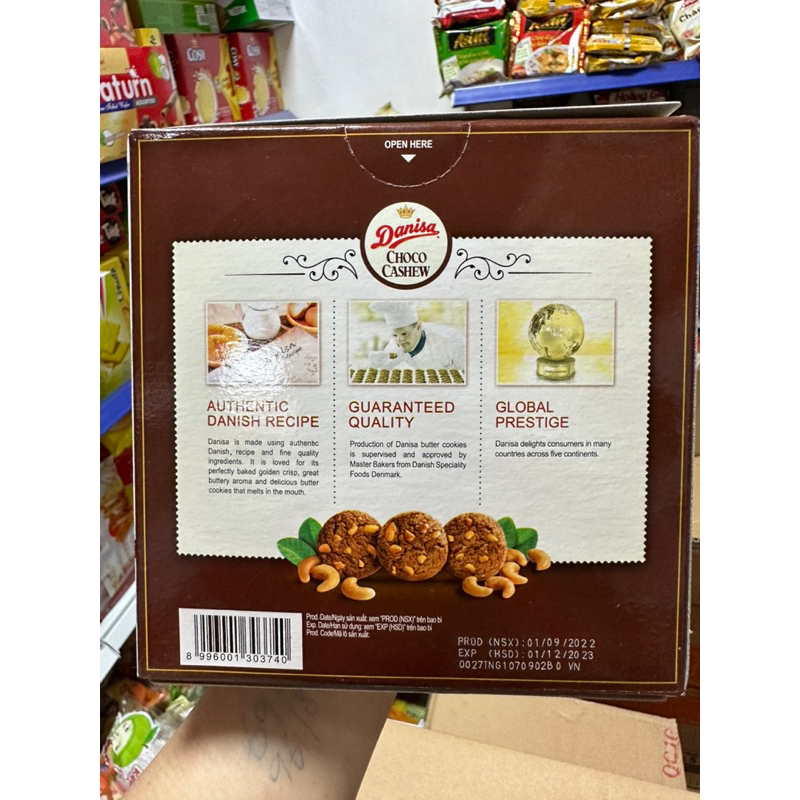 Cosy
aturn
OPEN HERE
Danisa
CHOCO
CASHEW
AUTHENTIC
DANISH RECIPE
Danisa is made using authentic
Danish, recipe and fine quality
ingredients. It is loved for its
perfectly baked golden crisp, great
buttery aroma and delicious butter
cookies that melts in the mouth.
GUARANTEED
QUALITY
Production of Danisa butter cookies
is supervised and approved by
Master Bakers from Danish Speciality
Foods Denmark.
GLOBAL
PRESTIGE
Danisa delights consumers in many
countries across five continents.
8 996001 303740
Prod. Date/Ngày sản xuất: xem "PROD (NSX)" trên bao bì
Exp. Date/Hạn sử dụng: xem "EXP (HSD)" trên bao bì
Prod. Code/Mã lô sản xuất:
PROD (NSX):01/09/2022
EXP (HSD):01/12/2023
0027TNG1070902B0 VN